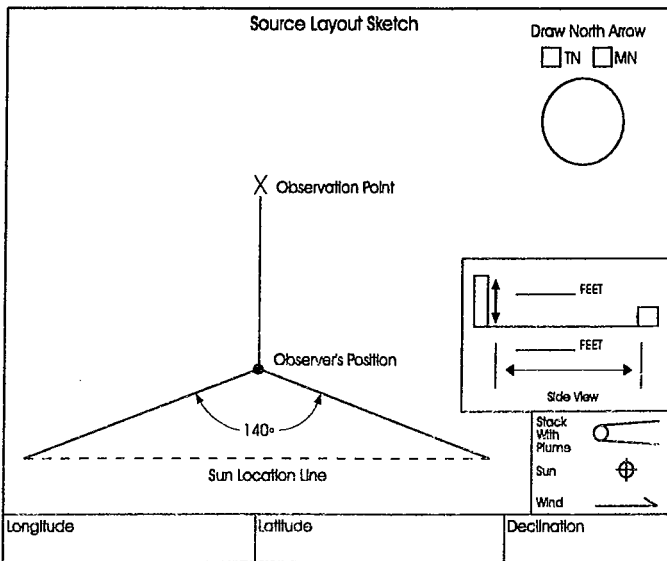 Source Layout Sketch
Draw North Arrow
TN MN
X Observation Point
FEET
Observer's Position
FEET
140°
Side View
Stack
With
Plume
Sun Location Line
Sun
Wind
Longitude Latitude Declination